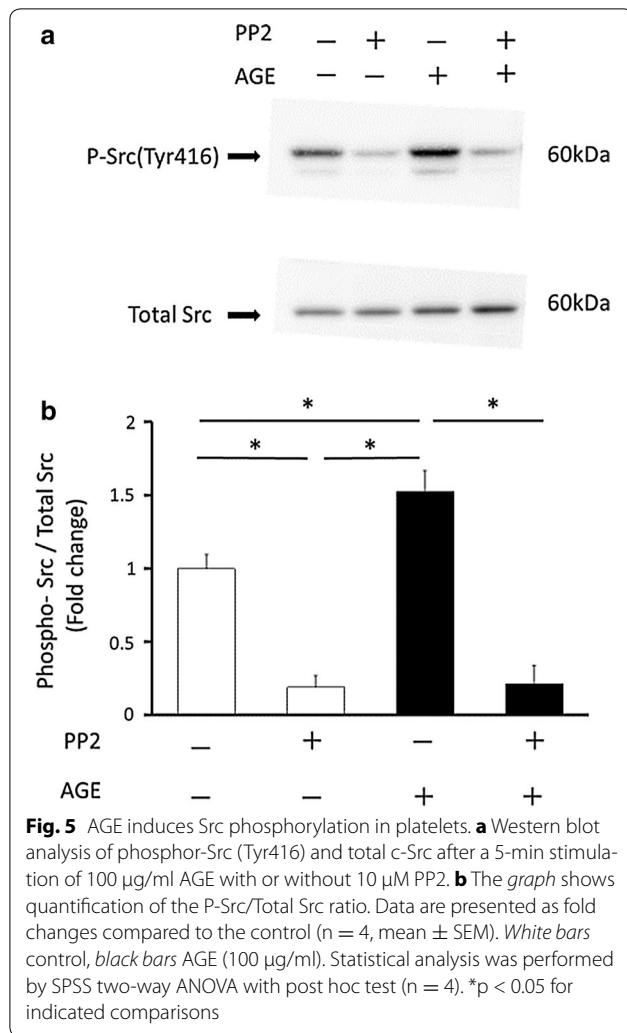 a
PP2 − + − +
AGE − − + +
P-Src(Tyr416) 60kDa
Total Src 60kDa
b
* *
* *
2
1.5
1
0.5
0
Phospho- Src / Total Src
(Fold change)
PP2 − + − +
AGE − − + +
Fig. 5 AGE induces Src phosphorylation in platelets. a Western blot
analysis of phosphor-Src (Tyr416) and total c-Src after a 5-min stimula-
tion of 100 μg/ml AGE with or without 10 μM PP2. b The graph shows
quantification of the P-Src/Total Src ratio. Data are presented as fold
changes compared to the control (n = 4, mean ± SEM). White bars
control, black bars AGE (100 μg/ml). Statistical analysis was performed
by SPSS two-way ANOVA with post hoc test (n = 4). *p < 0.05 for
indicated comparisons